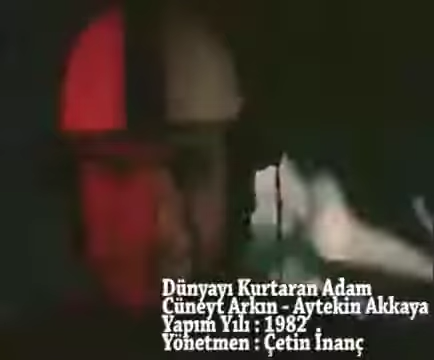 Dünyayı Kurtaran Adam
Cüneyt Arkın - Aytekin Akkaya
Yapım Yılı : 1982
Yönetmen : Çetin İnanç